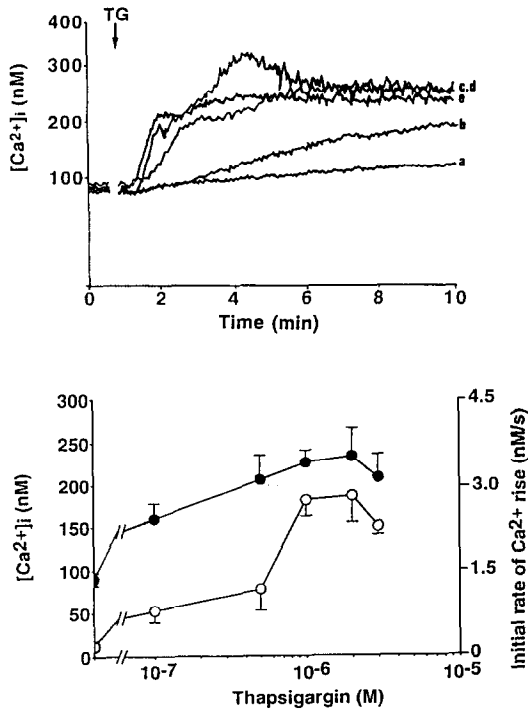 TG
400
300
200
100
[Ca2+]i (nM)
c.d
e
b
a
0
2
4
6
8
10
Time (min)
300
250
200
150
100
50
0
[Ca2+]i (nM)
4.5
3.0
1.5
0
Initial rate of Ca2+ rise (nM/s)
10-7
10-6
10-5
Thapsigargin (M)